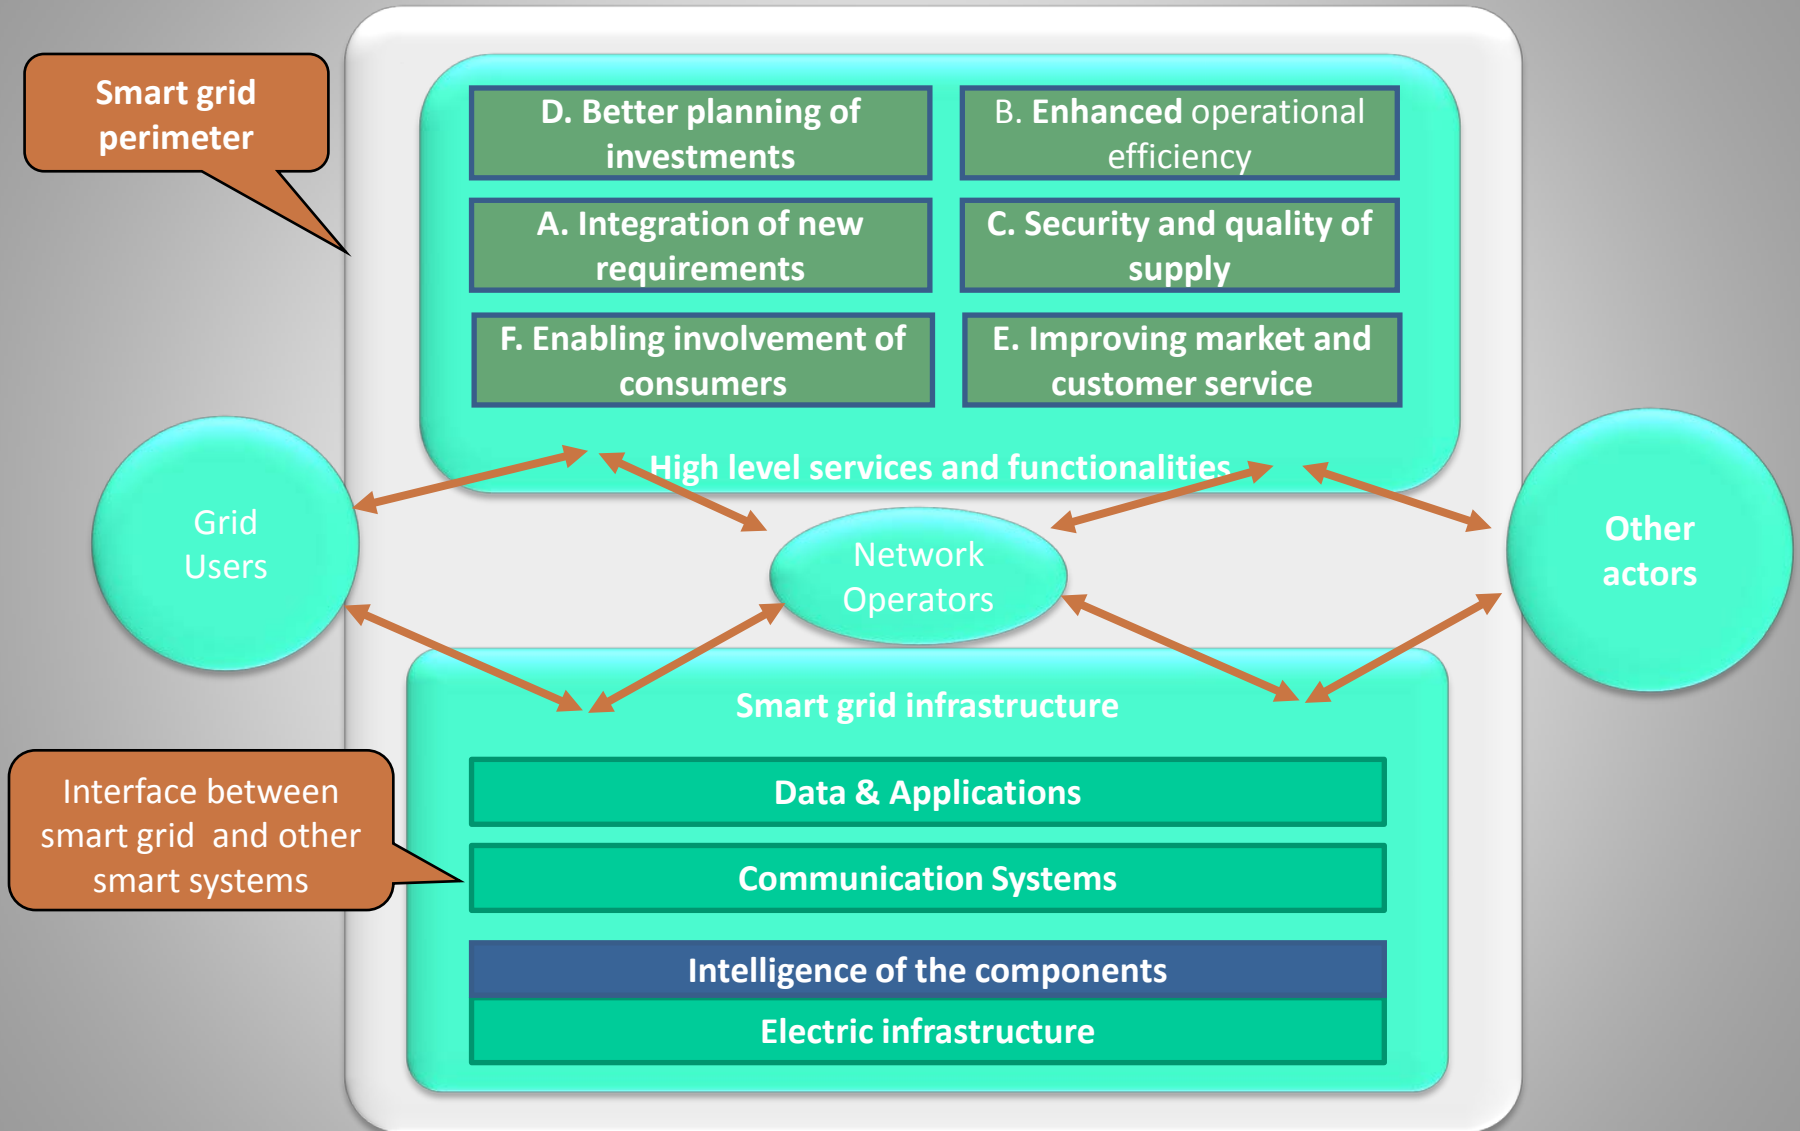 Smart grid
perimeter
D. Better planning of
investments
B. Enhanced operational
efficiency
A. Integration of new
requirements
C. Security and quality of
supply
F. Enabling involvement of
consumers
E. Improving market and
customer service
High level services and functionalities
Grid
Users
Network
Operators
Other
actors
Smart grid infrastructure
Interface between
smart grid  and other
smart systems
Data & Applications
Communication Systems
Intelligence of the components
Electric infrastructure